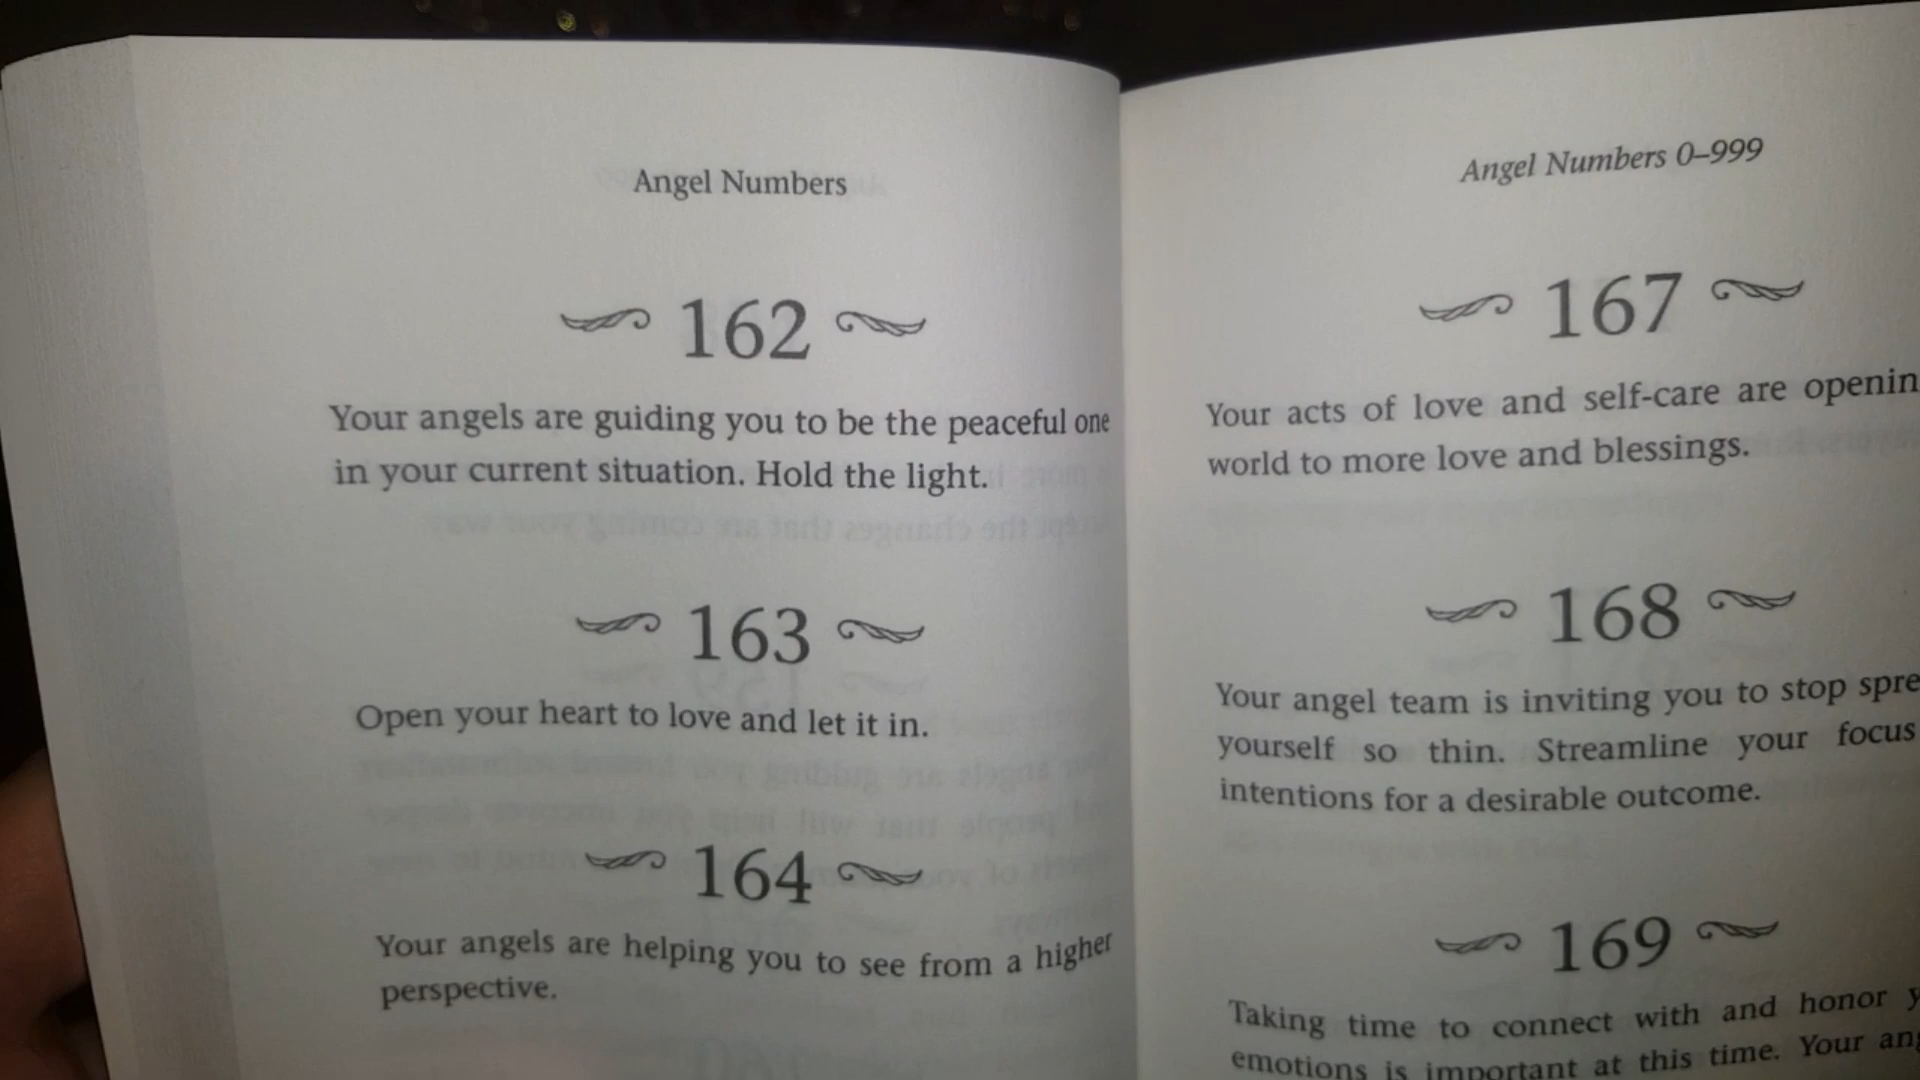 Angel Numbers
162
Your angels are guiding you to be the peaceful one
in your current situation. Hold the light.
163
Open your heart to love and let it in.
164
Your angels are helping you to see from a higher
perspective.
Angel Numbers 0–999
167
Your acts of love and self-care are openin
world to more love and blessings.
168
Your angel team is inviting you to stop spre
yourself so thin. Streamline your focus
intentions for a desirable outcome.
169
Taking time to connect with and honor y
emotions is important at this time. Your ang